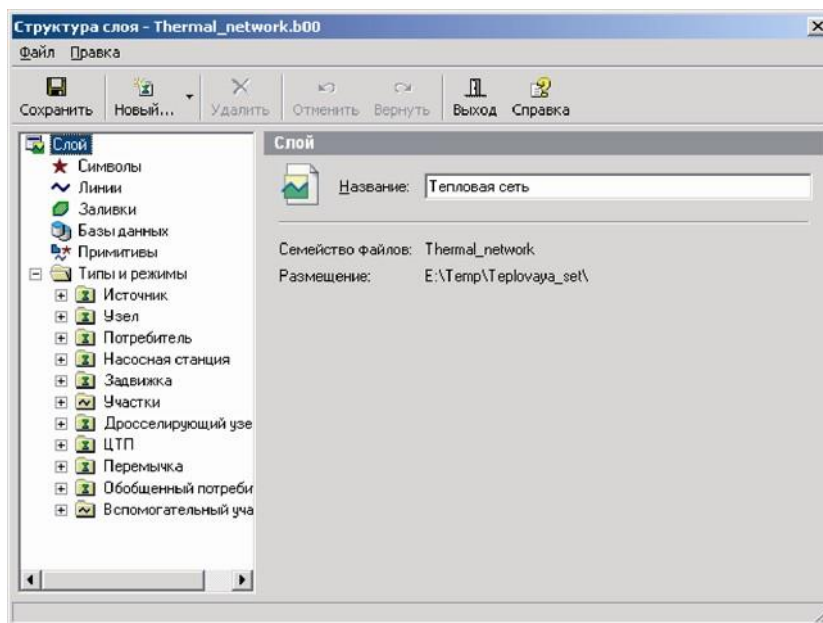 Структура слоя - Thermal_network.b00
Файл Правка
Сохранить Новый... Удалить Отменить Вернуть Выход Справка
Слой
Символы
Линии
Заливки
Базы данных
Примитивы
Типы и режимы
Источник
Узел
Потребитель
Насосная станция
Задвижка
Участки
Дросселирующий узе
ЦТП
Перемычка
Обобщенный потреби
Вспомогательный уча
Слой
Название: Тепловая сеть
Семейство файлов: Thermal_network
Размещение: E:\Temp\Teplovaya_set\